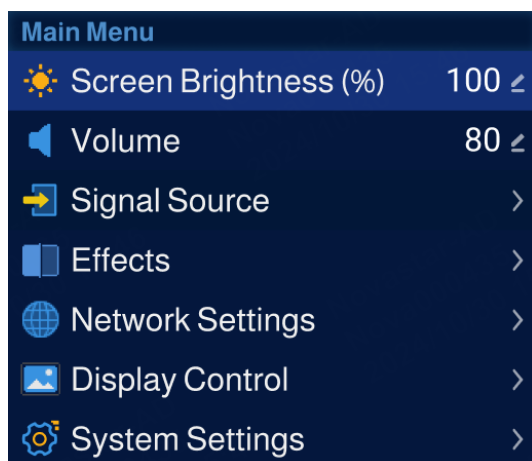 Main Menu
Screen Brightness (%) 100
Volume 80
Signal Source
Effects
Network Settings
Display Control
System Settings